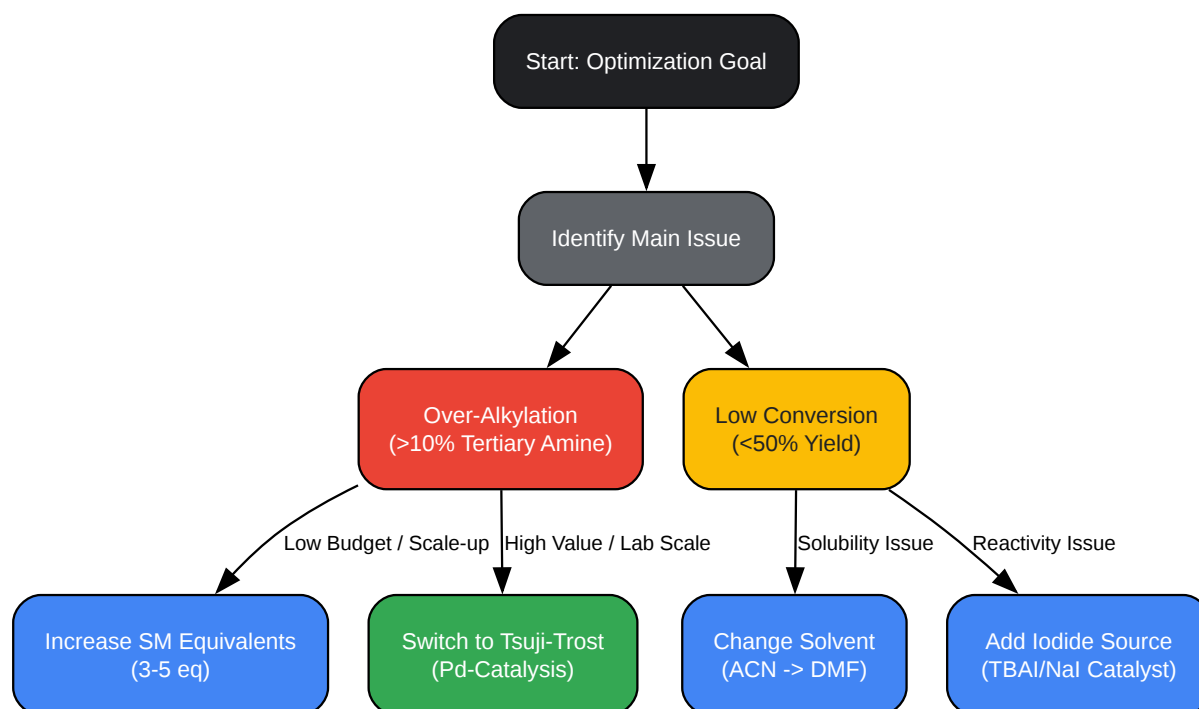 Start: Optimization Goal
Identify Main Issue
Over-Alkylation
(>10% Tertiary Amine)
Low Conversion
(<50% Yield)
Low Budget / Scale-up
High Value / Lab Scale
Solubility Issue
Reactivity Issue
Increase SM Equivalents
(3-5 eq)
Switch to Tsuji-Trost
(Pd-Catalysis)
Change Solvent
(ACN -> DMF)
Add Iodide Source
(TBAI/NaI Catalyst)